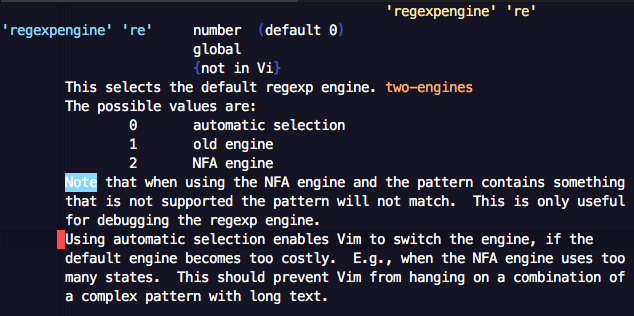 'regexpengine' 're'
'regexpengine' 're'     number  (default 0)
                        global
                        {not in Vi}
        This selects the default regexp engine. two-engines
        The possible values are:
                0       automatic selection
                1       old engine
                2       NFA engine
        Note that when using the NFA engine and the pattern contains something
        that is not supported the pattern will not match.  This is only useful
        for debugging the regexp engine.
        Using automatic selection enables Vim to switch the engine, if the
        default engine becomes too costly.  E.g., when the NFA engine uses too
        many states.  This should prevent Vim from hanging on a combination of
        a complex pattern with long text.